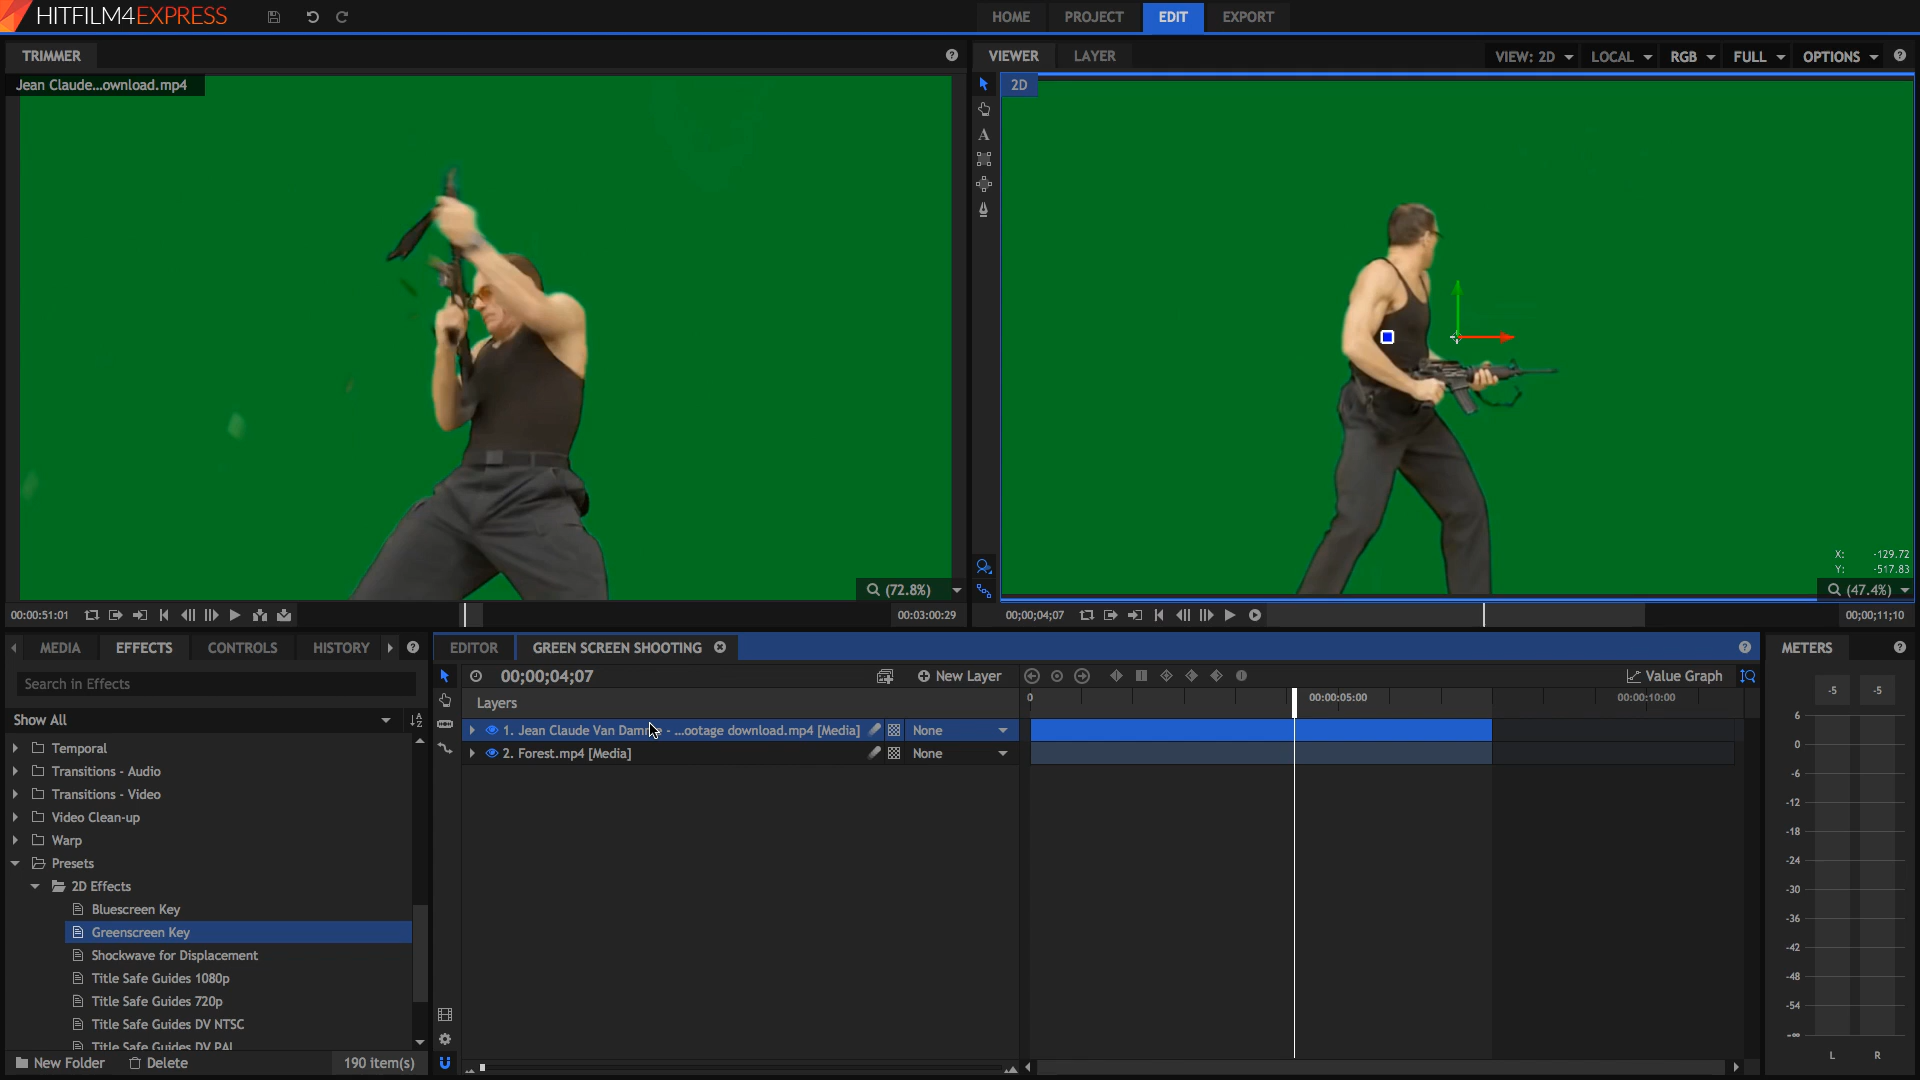 HITFILM4EXPRESS
HOME
PROJECT
EDIT
EXPORT
TRIMMER
VIEWER
LAYER
VIEW: 2D
LOCAL
RGB
FULL
OPTIONS
Jean Claude...ownload.mp4
2D
X: -129.72
Y: -517.83
(72.8%)
(47.4%)
00:00:51:01
00:03:00:29
00;00;04;07
00;00;11;10
MEDIA
EFFECTS
CONTROLS
HISTORY
EDITOR
GREEN SCREEN SHOOTING
METERS
Search in Effects
00;00;04;07
New Layer
Value Graph
Show All
Layers
0
00:00:05:00
00:00:10:00
1. Jean Claude Van Damme - ...ootage download.mp4 [Media]
None
2. Forest.mp4 [Media]
None
Temporal
Transitions - Audio
Transitions - Video
Video Clean-up
Warp
Presets
2D Effects
Bluescreen Key
Greenscreen Key
Shockwave for Displacement
Title Safe Guides 1080p
Title Safe Guides 720p
Title Safe Guides DV NTSC
Title Safe Guides DV PAL
New Folder
Delete
190 item(s)
-5
-5
6
0
-6
-12
-18
-24
-30
-36
-42
-48
-54
-∞
L
R